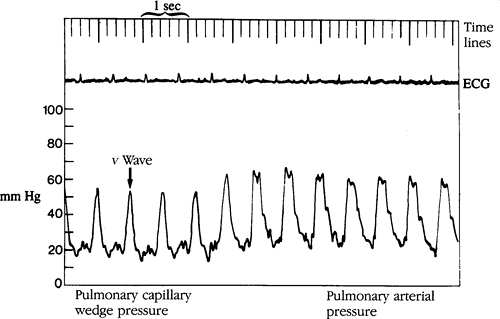 1 sec
Time
lines
ECG
100
80
v Wave
60
mm Hg
40
20
0
Pulmonary capillary
wedge pressure
Pulmonary arterial
pressure